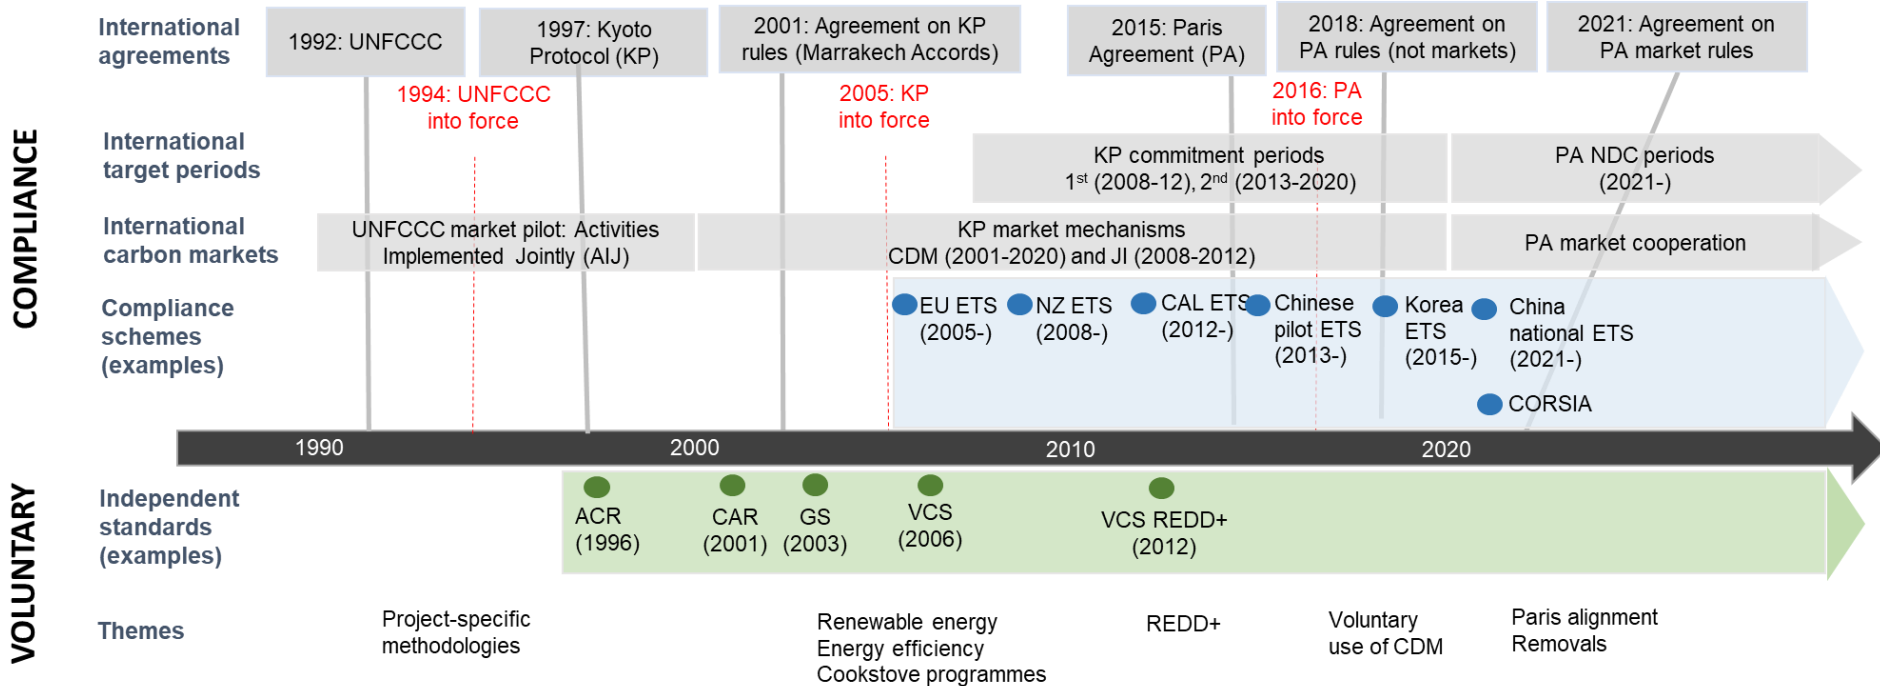 International
agreements
1992: UNFCCC
1997: Kyoto
Protocol (KP)
2001: Agreement on KP
rules (Marrakech Accords)
2015: Paris
Agreement (PA)
2018: Agreement on
PA rules (not markets)
2021: Agreement on
PA market rules
1994: UNFCCC
into force
2005: KP
into force
2016: PA
into force
COMPLIANCE
International
target periods
KP commitment periods
1st (2008-12), 2nd (2013-2020)
PA NDC periods
(2021-)
International
carbon markets
UNFCCC market pilot: Activities
Implemented Jointly (AIJ)
KP market mechanisms
CDM (2001-2020) and JI (2008-2012)
PA market cooperation
Compliance
schemes
(examples)
EU ETS
(2005-)
NZ ETS
(2008-)
CAL ETS
(2012-)
Chinese
pilot ETS
(2013-)
Korea
ETS
(2015-)
China
national ETS
(2021-)
CORSIA
1990
2000
2010
2020
VOLUNTARY
Independent
standards
(examples)
ACR
(1996)
CAR
(2001)
GS
(2003)
VCS
(2006)
VCS REDD+
(2012)
Themes
Project-specific
methodologies
Renewable energy
Energy efficiency
Cookstove programmes
REDD+
Voluntary
use of CDM
Paris alignment
Removals